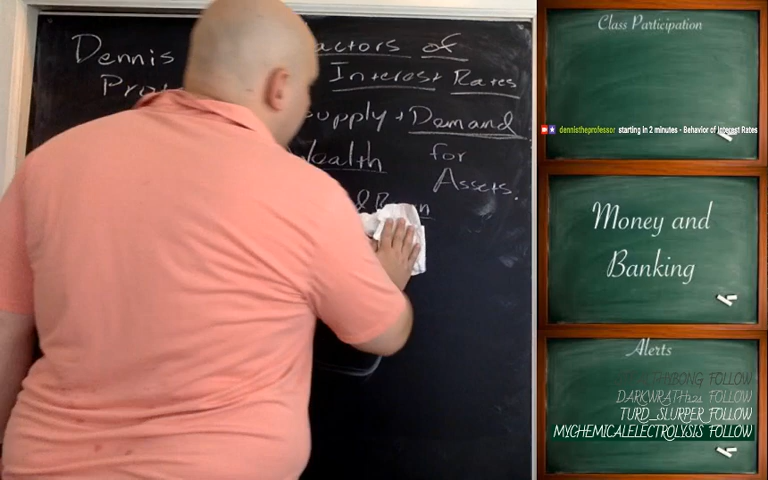 Dennis
actors of
Interest Rates
upply + Demand
ealth for
Assets.
Class Participation
dennistheprofessor starting in 2 minutes - Behavior of Interest Rates
Money and
Banking
Alerts
FOLLOW
DARKWRATH121 FOLLOW
TURD_SLURPER FOLLOW
MYCHEMICALELECTROLYSIS FOLLOW